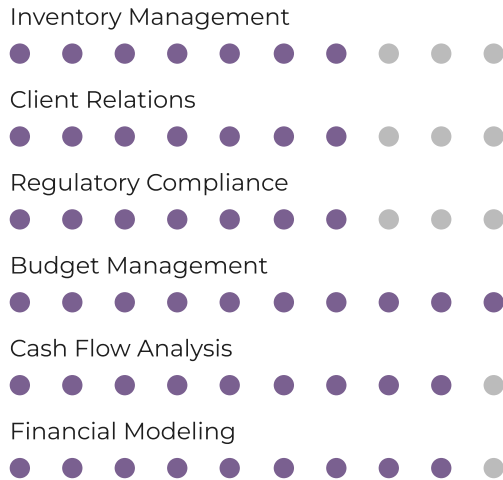 Inventory Management
Client Relations
Regulatory Compliance
Budget Management
Cash Flow Analysis
Financial Modeling